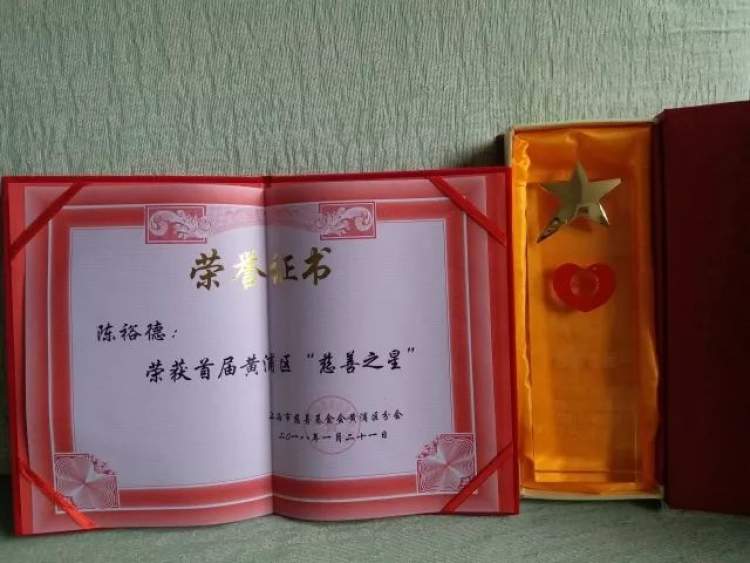 荣誉证书
陈裕德：
荣获首届黄浦区“慈善之星”
上海市慈善基金会黄浦区分会
二〇一八年一月二十一日